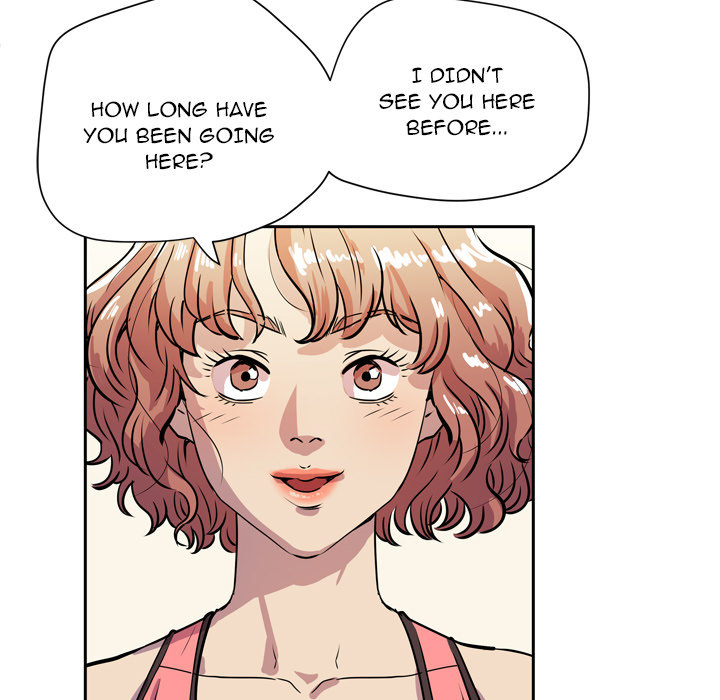 HOW LONG HAVE
YOU BEEN GOING
HERE?
I DIDN'T
SEE YOU HERE
BEFORE...